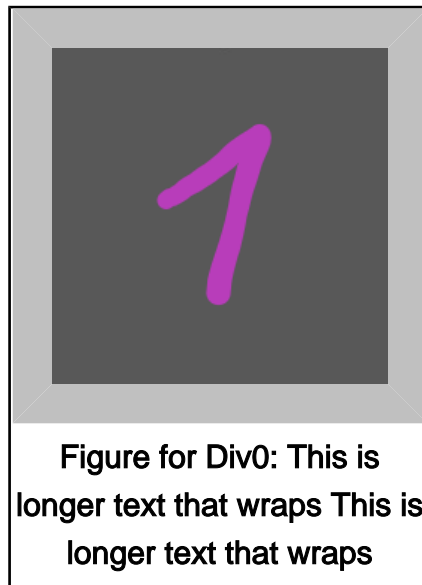 1
Figure for Div0: This is
longer text that wraps This is
longer text that wraps